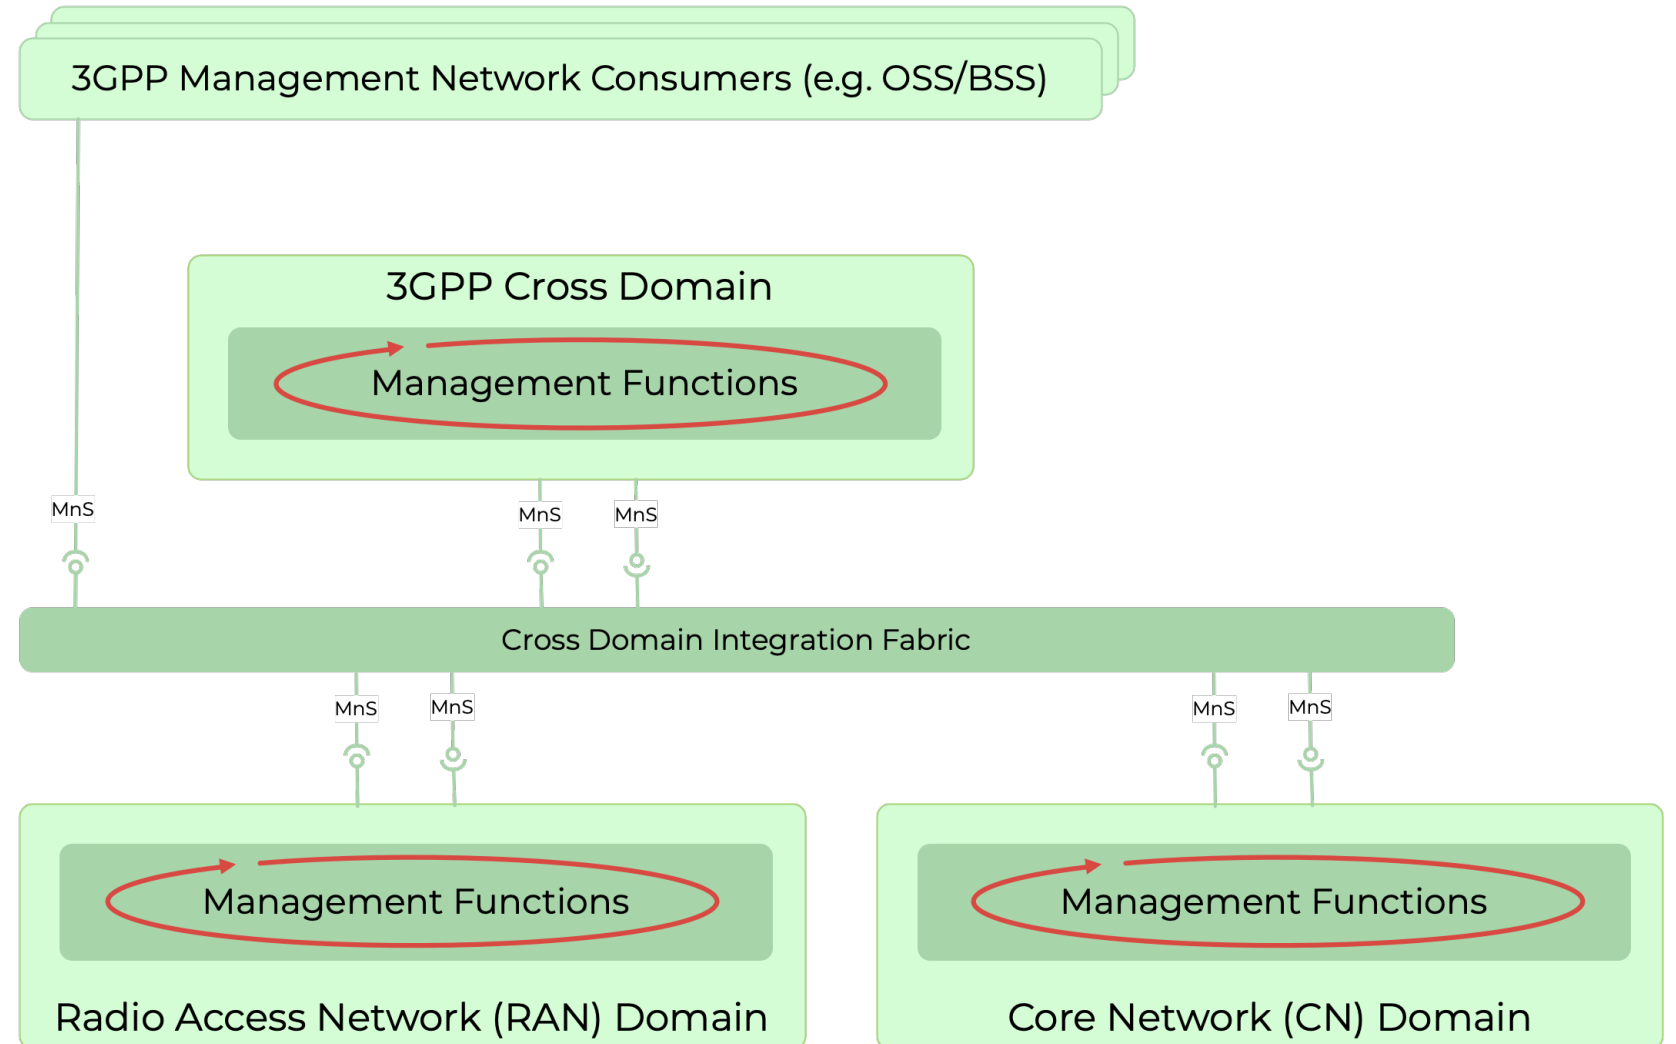 3GPP Management Network Consumers (e.g. OSS/BSS)
3GPP Cross Domain
Management Functions
MnS
MnS
MnS
Cross Domain Integration Fabric
MnS
MnS
MnS
MnS
Management Functions
Management Functions
Radio Access Network (RAN) Domain
Core Network (CN) Domain